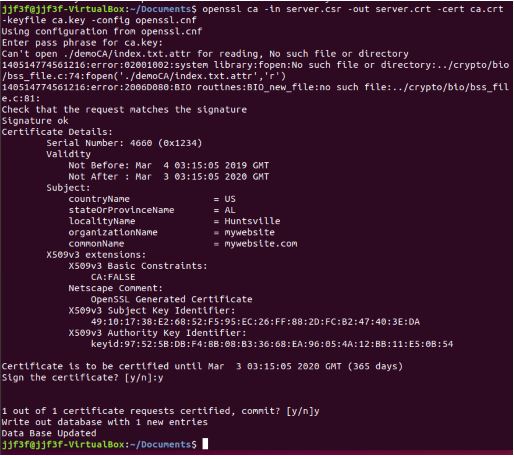 jjf3f@jjf3f-VirtualBox:~/Documents$ openssl ca -in server.csr -out server.crt -cert ca.crt
-keyfile ca.key -config openssl.cnf
Using configuration from openssl.cnf
Enter pass phrase for ca.key:
Can't open ./demoCA/index.txt.attr for reading, No such file or directory
140514774561216:error:02001002:system library:fopen:No such file or directory:../crypto/bio
/bss_file.c:74:fopen('./demoCA/index.txt.attr','r')
140514774561216:error:2006D080:BIO routines:BIO_new_file:no such file:../crypto/bio/bss_fil
e.c:81:
Check that the request matches the signature
Signature ok
Certificate Details:
Serial Number: 4660 (0x1234)
Validity
Not Before: Mar  4 03:15:05 2019 GMT
Not After : Mar  3 03:15:05 2020 GMT
Subject:
countryName = US
stateOrProvinceName = AL
localityName = Huntsville
organizationName = mywebsite
commonName = mywebsite.com
X509v3 extensions:
X509v3 Basic Constraints:
CA:FALSE
Netscape Comment:
OpenSSL Generated Certificate
X509v3 Subject Key Identifier:
49:10:17:38:E2:68:52:F5:95:EC:26:FF:88:2D:FC:B2:47:40:3E:DA
X509v3 Authority Key Identifier:
keyid:97:52:5B:DB:F4:8B:08:B3:36:68:EA:96:05:4A:12:BB:11:E5:0B:54
Certificate is to be certified until Mar  3 03:15:05 2020 GMT (365 days)
Sign the certificate? [y/n]:y
1 out of 1 certificate requests certified, commit? [y/n]y
Write out database with 1 new entries
Data Base Updated
jjf3f@jjf3f-VirtualBox:~/Documents$